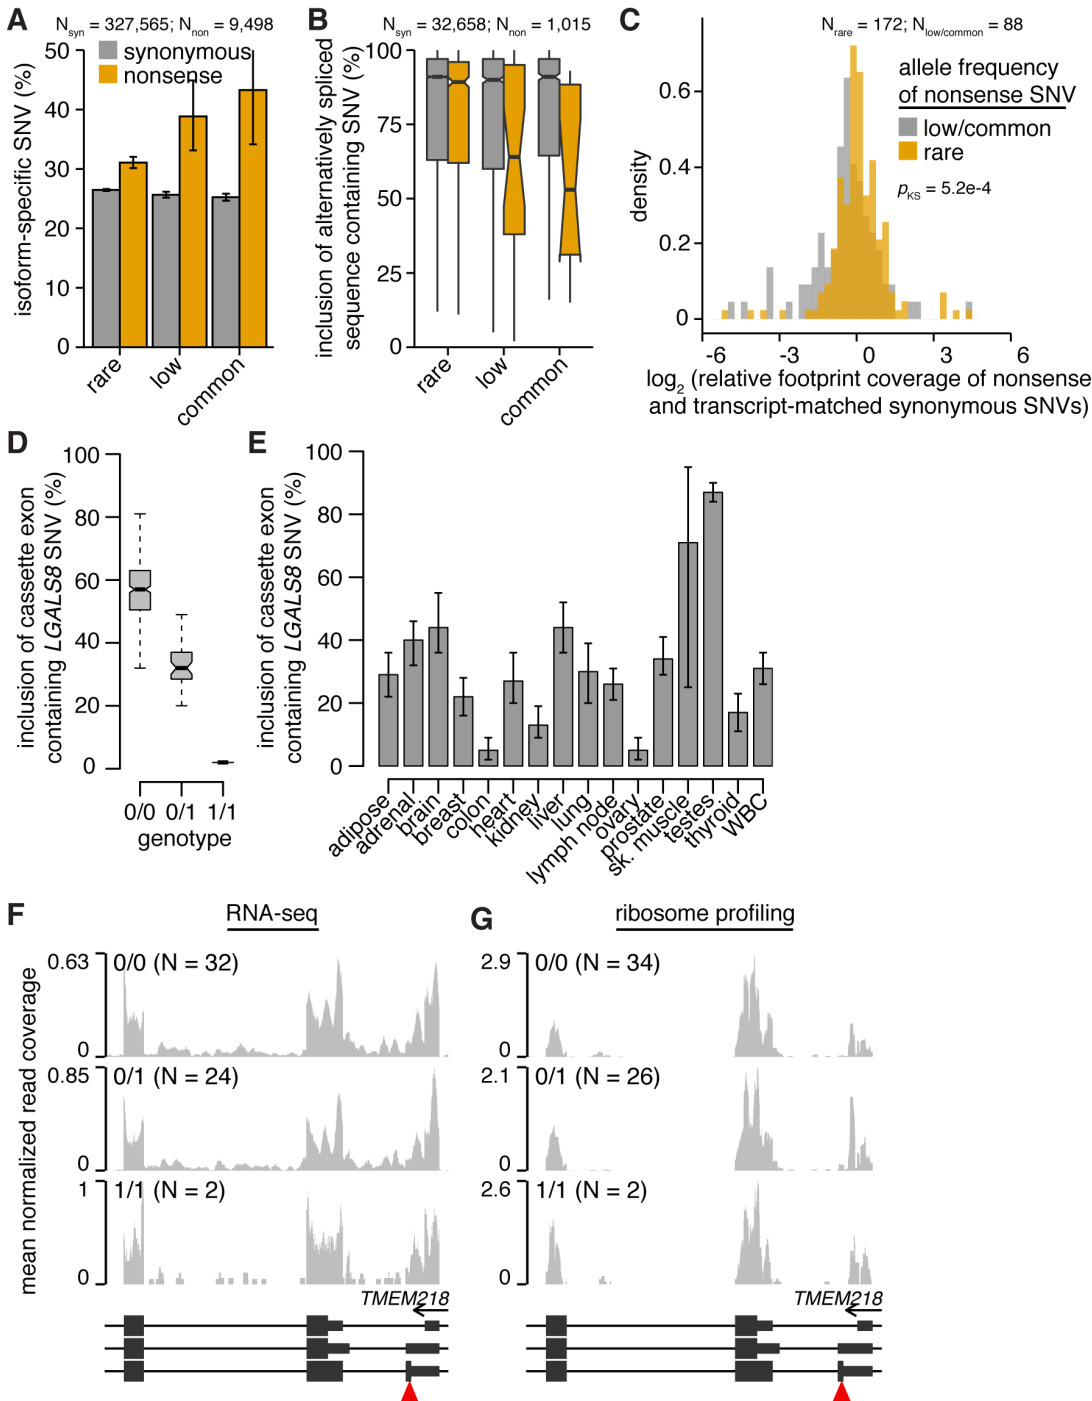 A
N_syn = 327,565; N_non = 9,498
isoform-specific SNV (%)
50
40
30
20
10
0
synonymous
nonsense
rare
low
common
B
N_syn = 32,658; N_non = 1,015
inclusion of alternatively spliced
sequence containing SNV (%)
100
75
50
25
0
rare
low
common
C
N_rare = 172; N_low/common = 88
density
0.6
0.4
0.2
0
allele frequency
of nonsense SNV
low/common
rare
p_KS = 5.2e-4
-6
-3
0
3
6
log_2 (relative footprint coverage of nonsense
and transcript-matched synonymous SNVs)
D
inclusion of cassette exon
containing LGALS8 SNV (%)
100
80
60
40
20
0
0/0
0/1
1/1
genotype
E
inclusion of cassette exon
containing LGALS8 SNV (%)
100
80
60
40
20
0
adipose
adrenal
brain
breast
colon
heart
kidney
liver
lung
lymph node
ovary
prostate
sk. muscle
testes
thyroid
WBC
F
RNA-seq
mean normalized read coverage
0.63
0/0 (N = 32)
0
0.85
0/1 (N = 24)
0
1
1/1 (N = 2)
0
TMEM218
G
ribosome profiling
2.9
0/0 (N = 34)
0
2.1
0/1 (N = 26)
0
2.6
1/1 (N = 2)
0
TMEM218